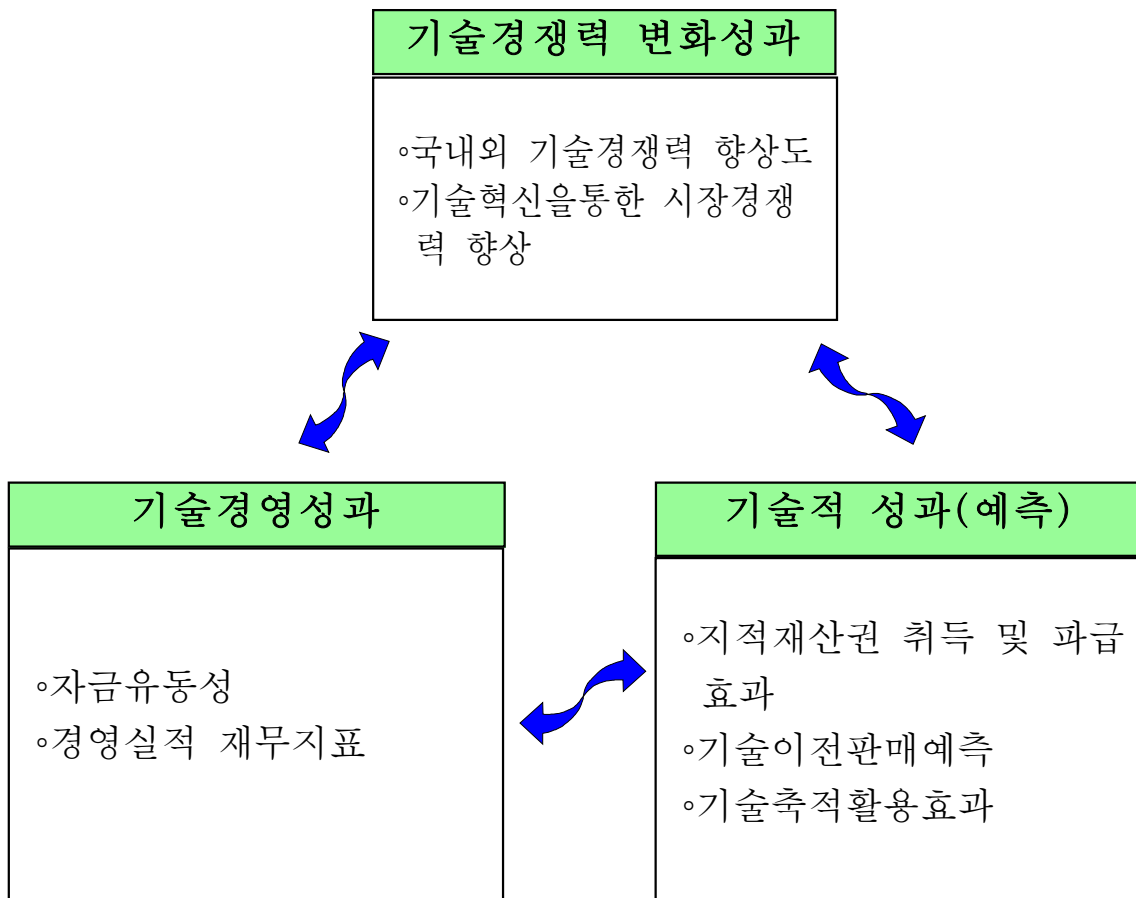 기술경쟁력 변화성과
◦국내외 기술경쟁력 향상도
◦기술혁신을통한 시장경쟁
력 향상
기술경영성과
◦자금유동성
◦경영실적 재무지표
기술적 성과(예측)
◦지적재산권 취득 및 파급
효과
◦기술이전판매예측
◦기술축적활용효과